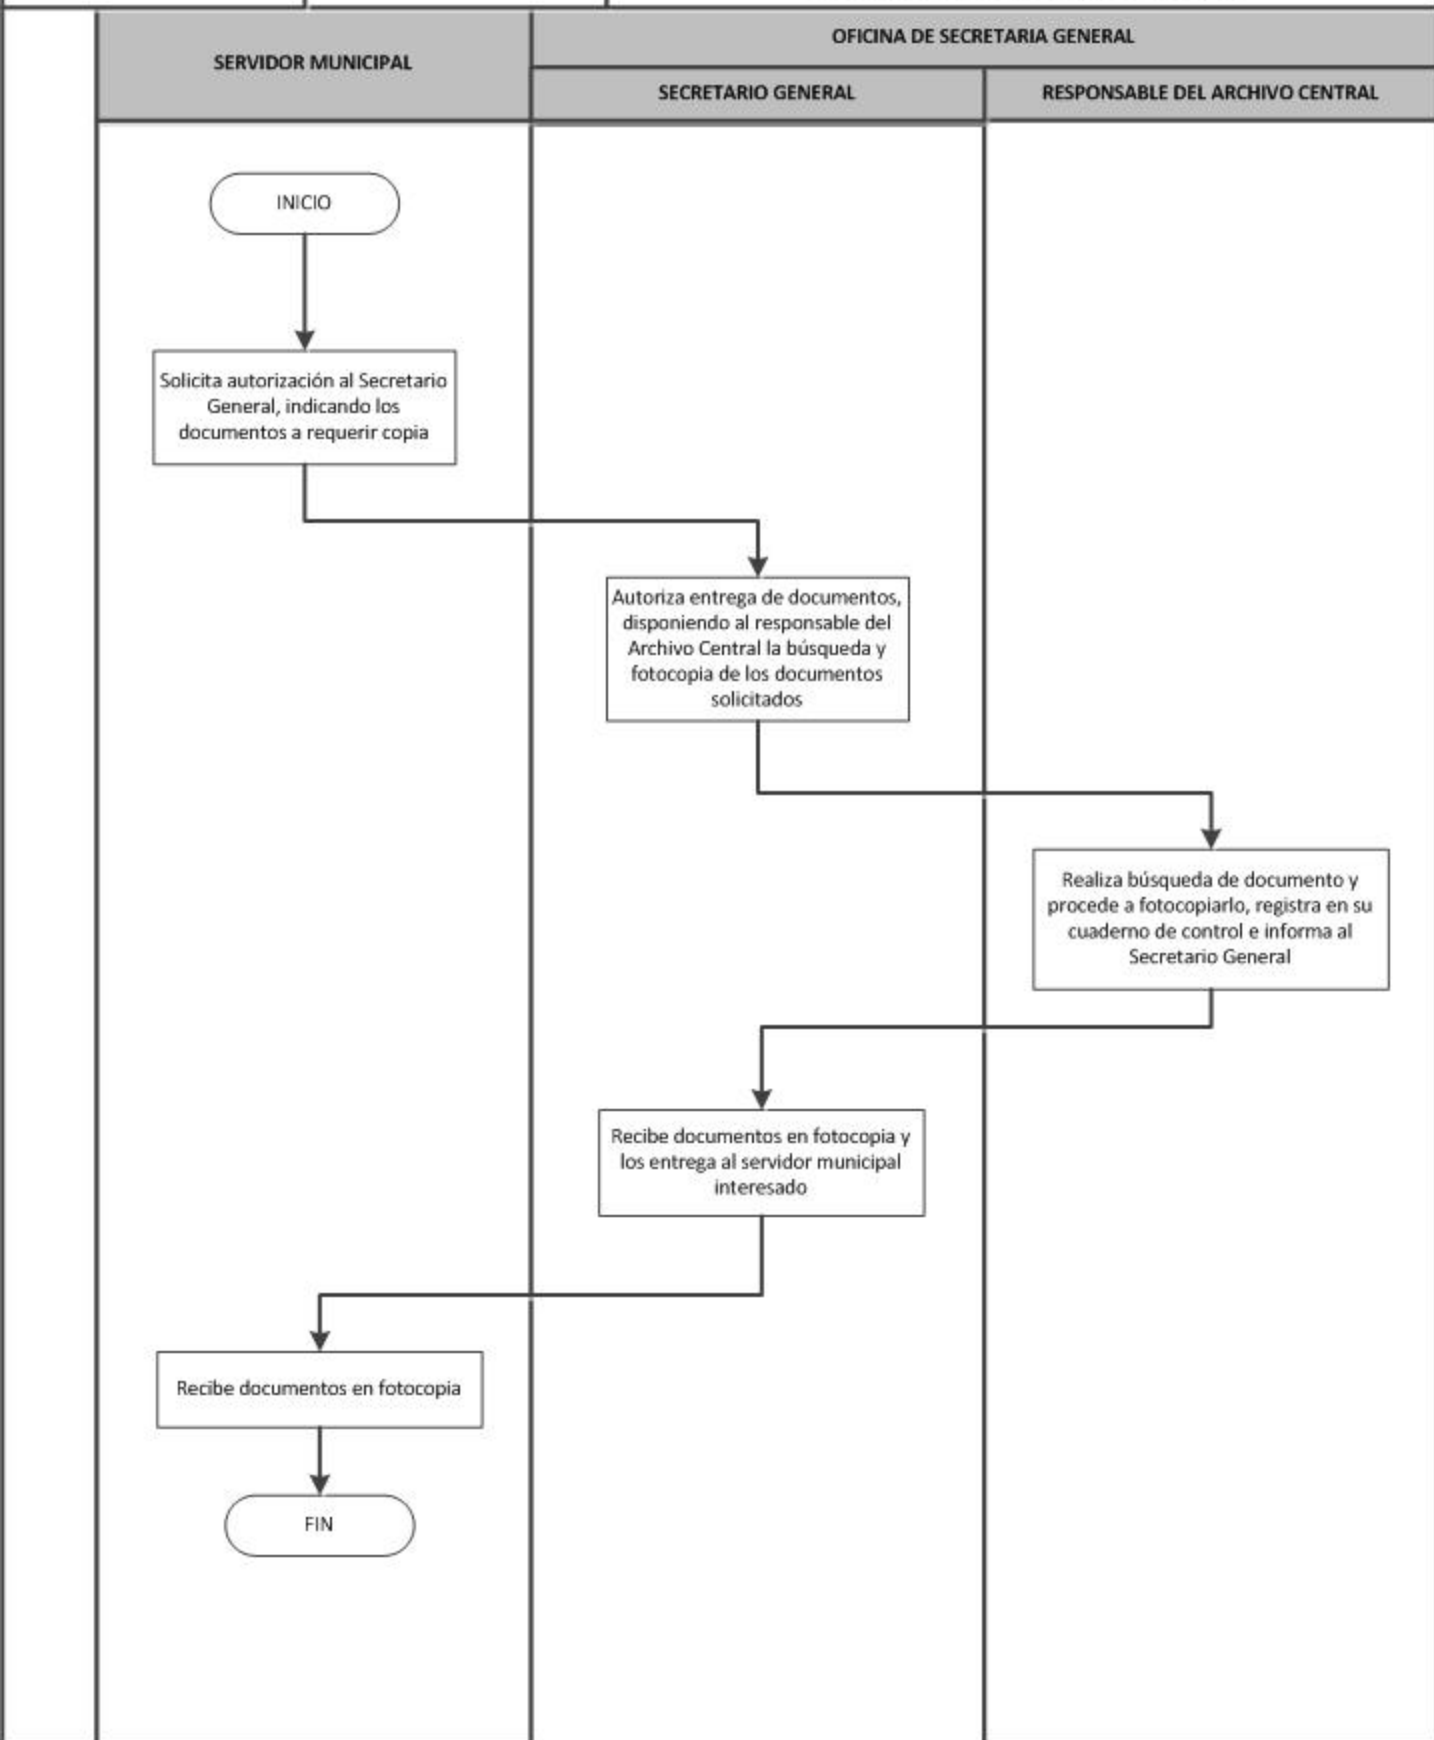 SERVIDOR MUNICIPAL
OFICINA DE SECRETARIA GENERAL
SECRETARIO GENERAL
RESPONSABLE DEL ARCHIVO CENTRAL
INICIO
Solicita autorización al Secretario
General, indicando los
documentos a requerir copia
Autoriza entrega de documentos,
disponiendo al responsable del
Archivo Central la búsqueda y
fotocopia de los documentos
solicitados
Realiza búsqueda de documento y
procede a fotocopiarlo, registra en su
cuaderno de control e informa al
Secretario General
Recibe documentos en fotocopia y
los entrega al servidor municipal
interesado
Recibe documentos en fotocopia
FIN